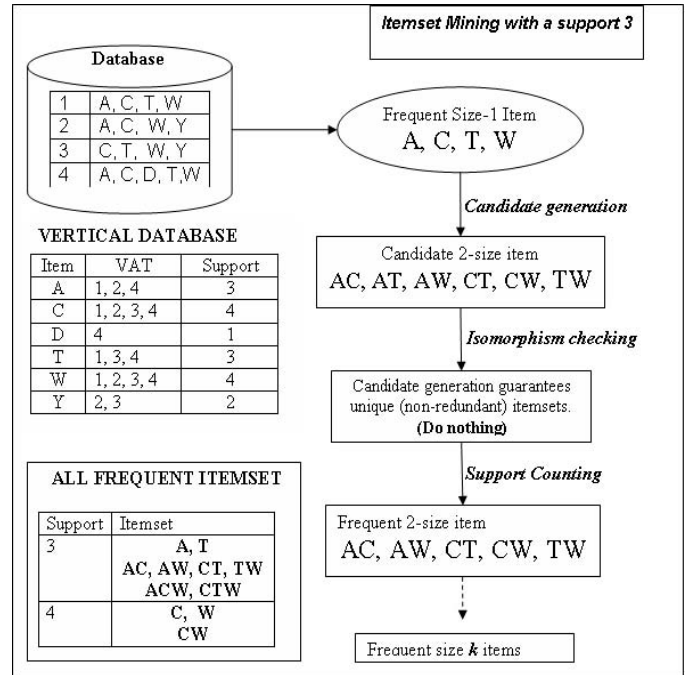 Itemset Mining with a support 3
Database
1 A, C, T, W
2 A, C, W, Y
3 C, T, W, Y
4 A, C, D, T, W
Frequent Size-1 Item
A, C, T, W
Candidate generation
VERTICAL DATABASE
Item VAT Support
A 1, 2, 4 3
C 1, 2, 3, 4 4
D 4 1
T 1, 3, 4 3
W 1, 2, 3, 4 4
Y 2, 3 2
Candidate 2-size item
AC, AT, AW, CT, CW, TW
Isomorphism checking
Candidate generation guarantees
unique (non-redundant) itemsets.
(Do nothing)
Support Counting
ALL FREQUENT ITEMSET
Support Itemset
3 A, T
AC, AW, CT, TW
ACW, CTW
4 C, W
CW
Frequent 2-size item
AC, AW, CT, CW, TW
Frequent size k items